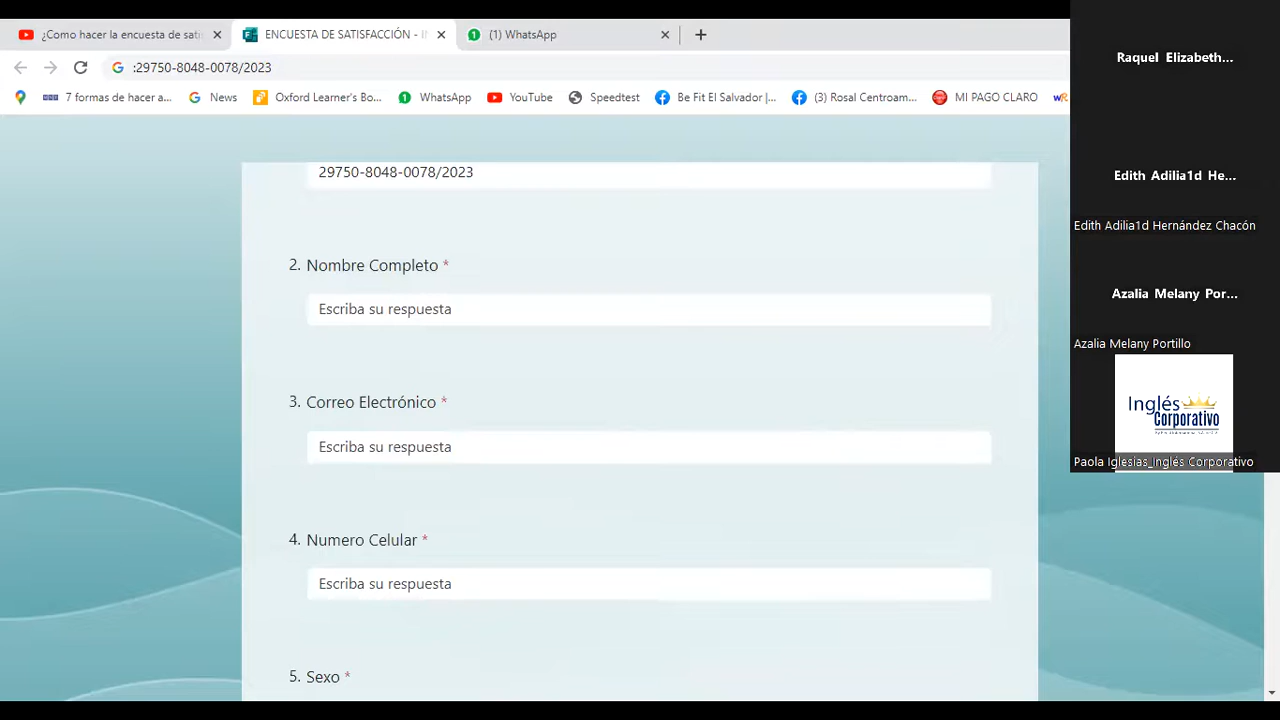 ¿Como hacer la encuesta de sati
ENCUESTA DE SATISFACCIÓN - I
(1) WhatsApp
:29750-8048-0078/2023
7 formas de hacer a...
News
Oxford Learner's Bo...
WhatsApp
YouTube
Speedtest
Be Fit El Salvador |...
(3) Rosal Centroam...
MI PAGO CLARO
29750-8048-0078/2023
2. Nombre Completo *
Escriba su respuesta
3. Correo Electrónico *
Escriba su respuesta
4. Numero Celular *
Escriba su respuesta
5. Sexo *
Raquel Elizabeth...
Edith Adilia1d He...
Edith Adilia1d Hernández Chacón
Azalia Melany Por...
Azalia Melany Portillo
Inglés
Corporativo
Paola Iglesias_Inglés Corporativo